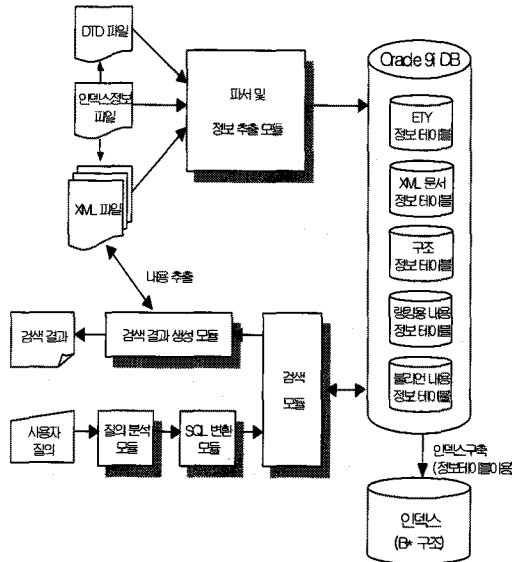 DTD 파일
인덱스정보
파일
XML 파일
파서 및
정보 추출 모듈
Oracle 9i DB
ETY
정보 테이블
XML 문서
정보 테이블
구조
정보 테이블
랭킹용 내용
정보 테이블
불리언 내용
정보 테이블
내용 추출
검색 결과
검색 결과 생성 모듈
검색
모듈
사용자
질의
질의 분석
모듈
SQL 변환
모듈
인덱스구축
(정보테이블이용)
인덱스
(B* 구조)